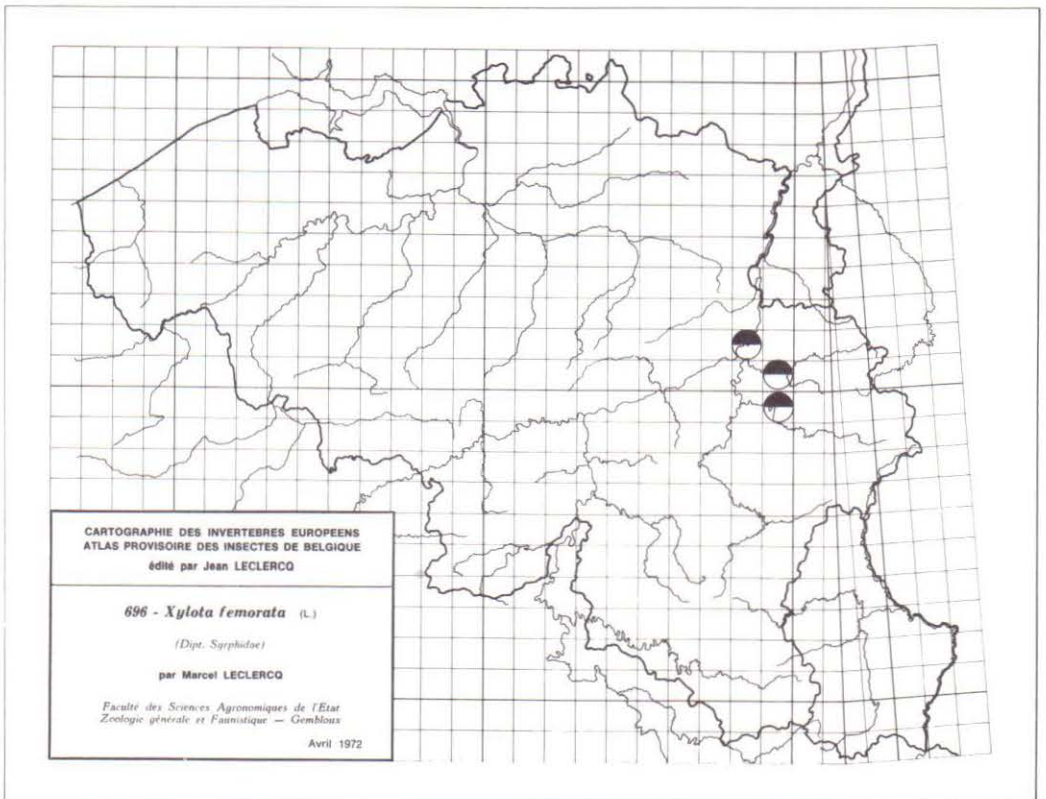 CARTOGRAPHIE DES INVERTEBRES EUROPEENS
ATLAS PROVISOIRE DES INSECTES DE BELGIQUE
édité par Jean LECLERCQ
696 - Xylota femorata (L.)
(Dipt. Syrphidae)
par Marcel LECLERCQ
Faculté des Sciences Agronomiques de l'Etat
Zoologie générale et Faunistique — Gembloux
Avril 1972